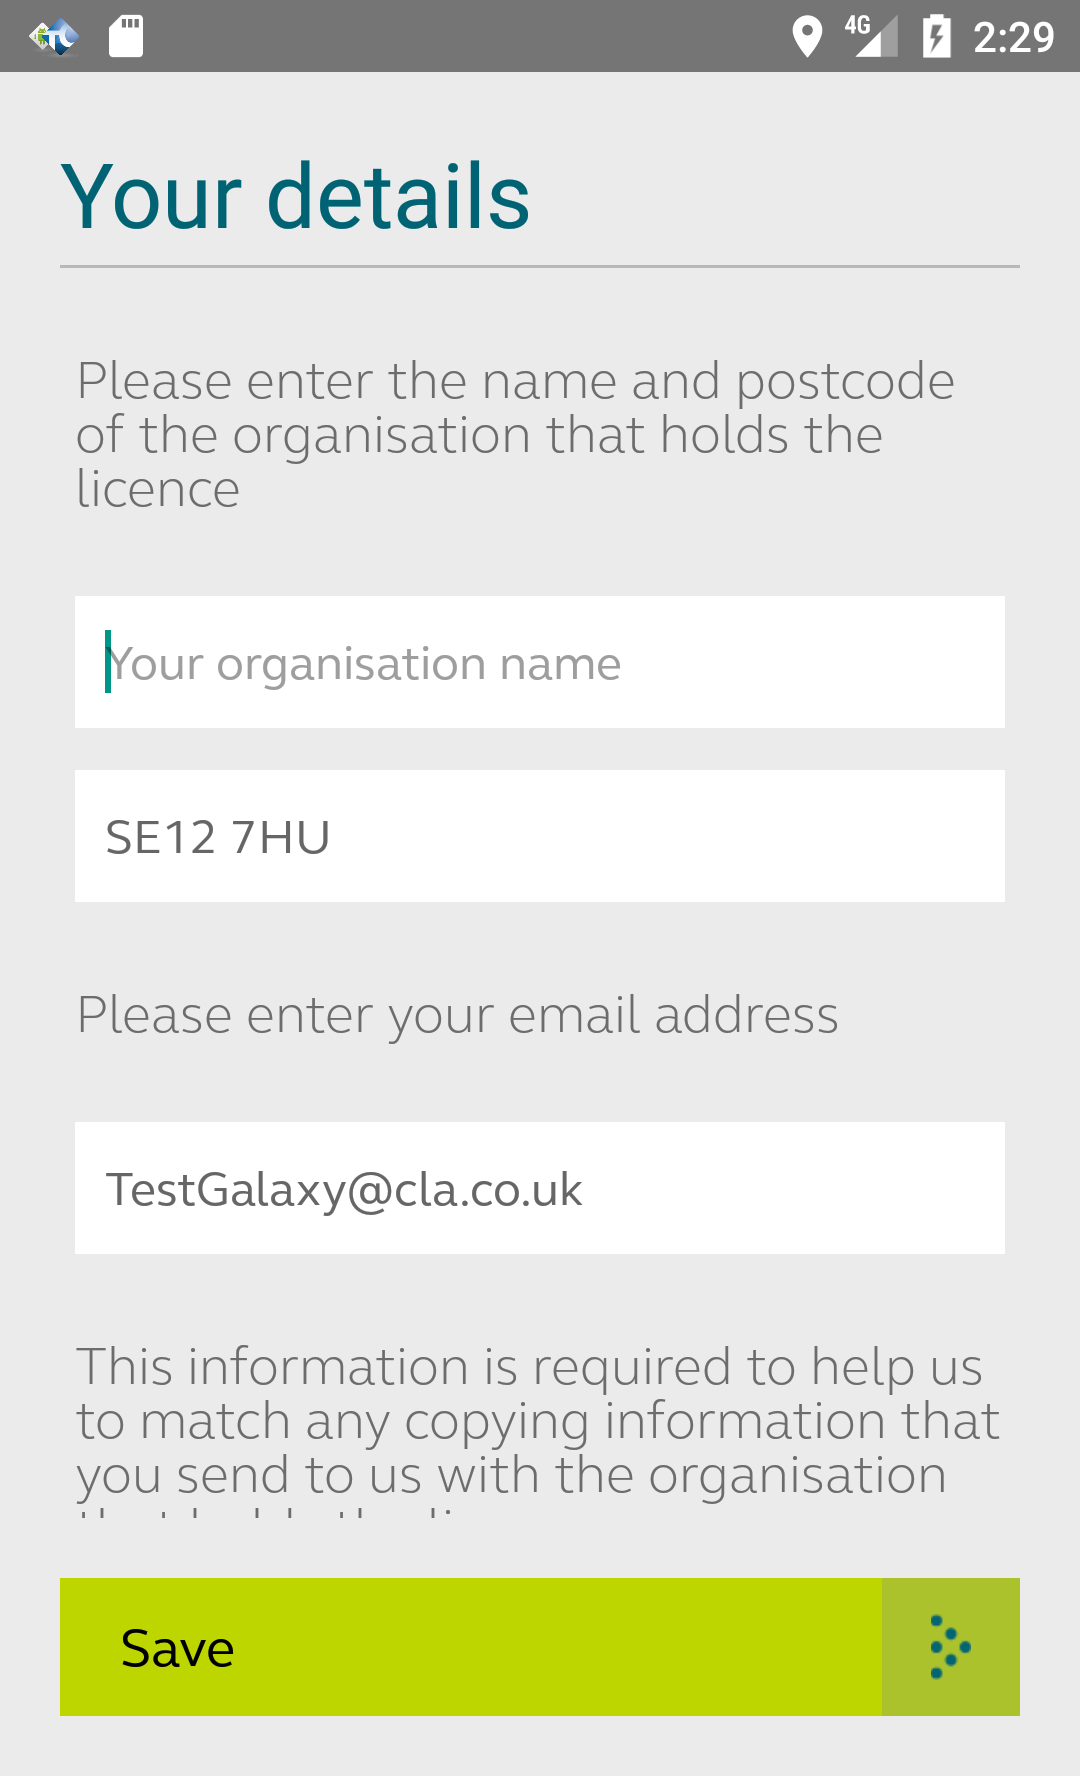 4G 2:29
Your details
Please enter the name and postcode
of the organisation that holds the
licence
Your organisation name
SE12 7HU
Please enter your email address
TestGalaxy@cla.co.uk
This information is required to help us
to match any copying information that
you send to us with the organisation
Save